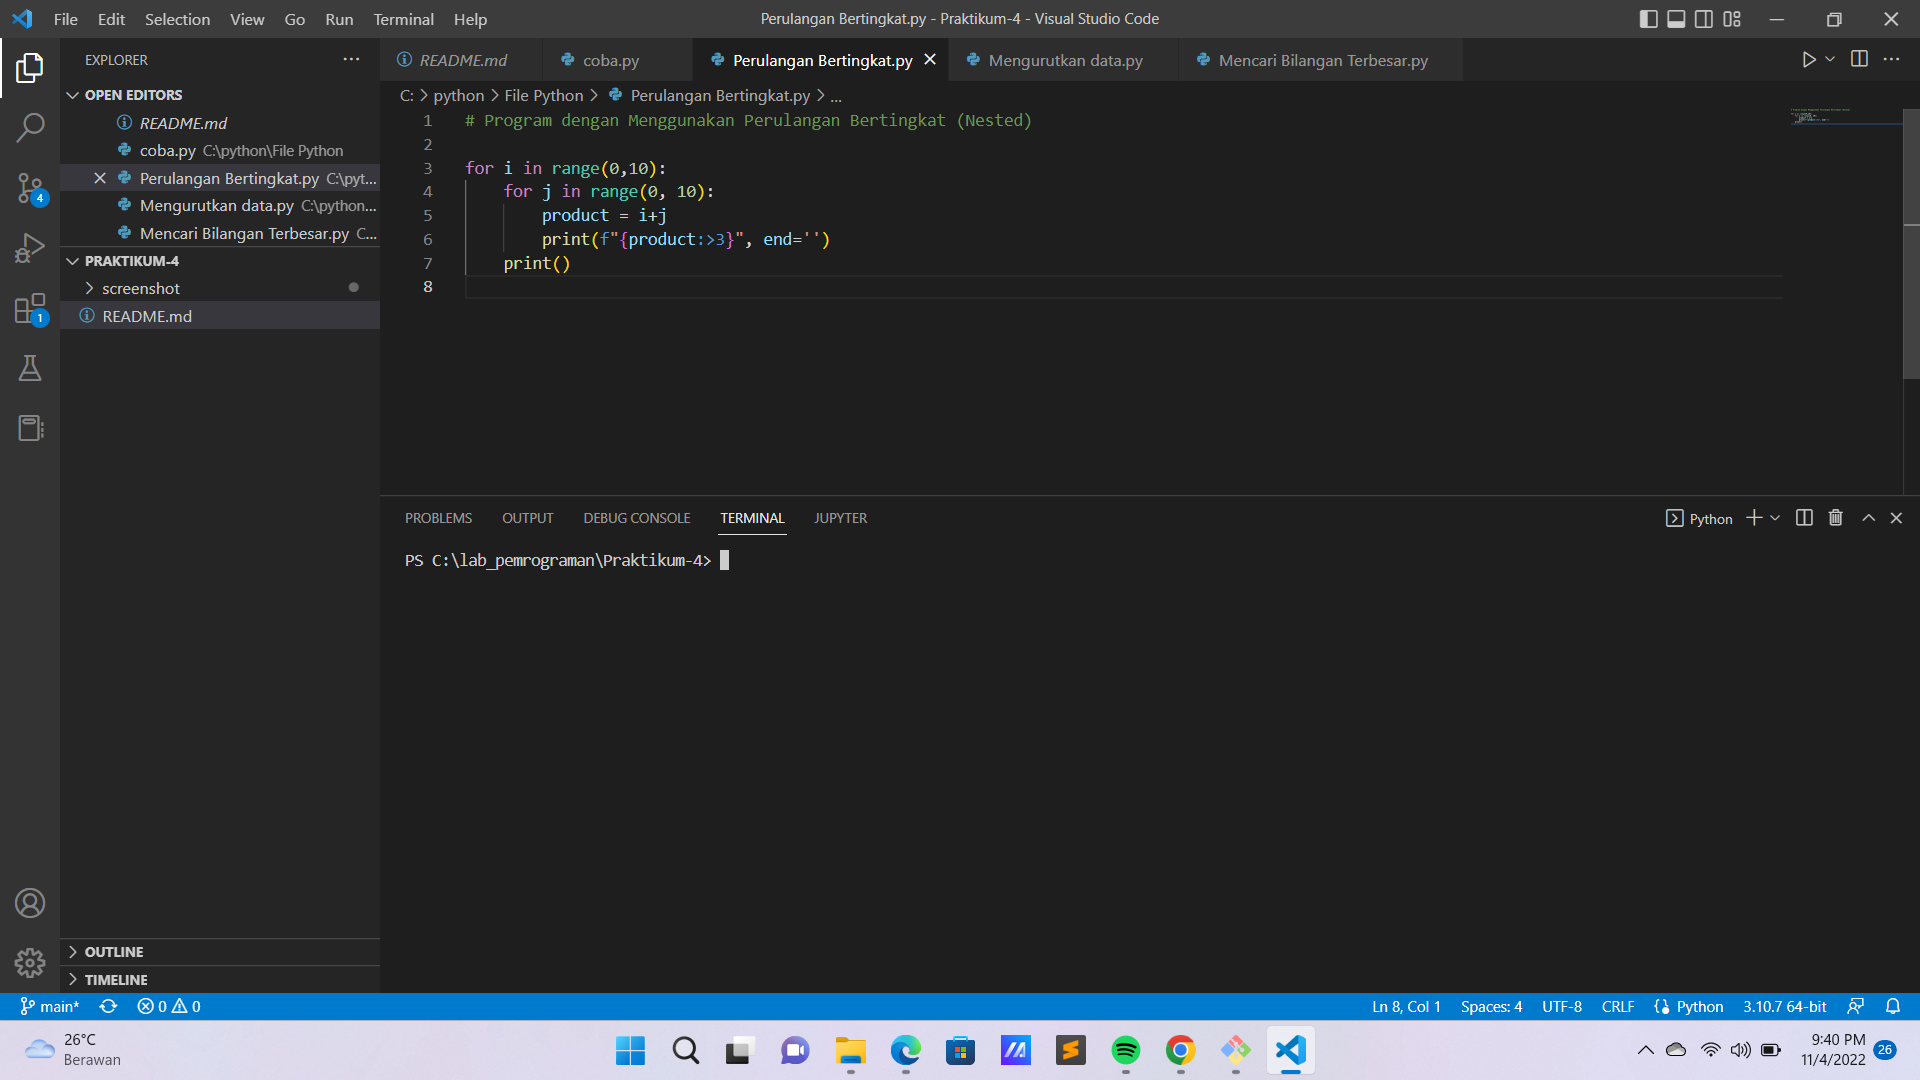 File Edit Selection View Go Run Terminal Help
Perulangan Bertingkat.py - Praktikum-4 - Visual Studio Code
EXPLORER
OPEN EDITORS
README.md
coba.py C:\python\File Python
Perulangan Bertingkat.py C:\pyt...
Mengurutkan data.py C:\python...
Mencari Bilangan Terbesar.py C...
PRAKTIKUM-4
screenshot
README.md
4
1
OUTLINE
TIMELINE
README.md coba.py Perulangan Bertingkat.py Mengurutkan data.py Mencari Bilangan Terbesar.py
C: > python > File Python > Perulangan Bertingkat.py > ...
1 # Program dengan Menggunakan Perulangan Bertingkat (Nested)
2
3 for i in range(0,10):
4     for j in range(0, 10):
5         product = i+j
6         print(f"{product:>3}", end='')
7     print()
8
PROBLEMS OUTPUT DEBUG CONSOLE TERMINAL JUPYTER
Python
PS C:\lab_pemrograman\Praktikum-4>
main* 0 0
Ln 8, Col 1 Spaces: 4 UTF-8 CRLF Python 3.10.7 64-bit
26°C
Berawan
9:40 PM
11/4/2022
26